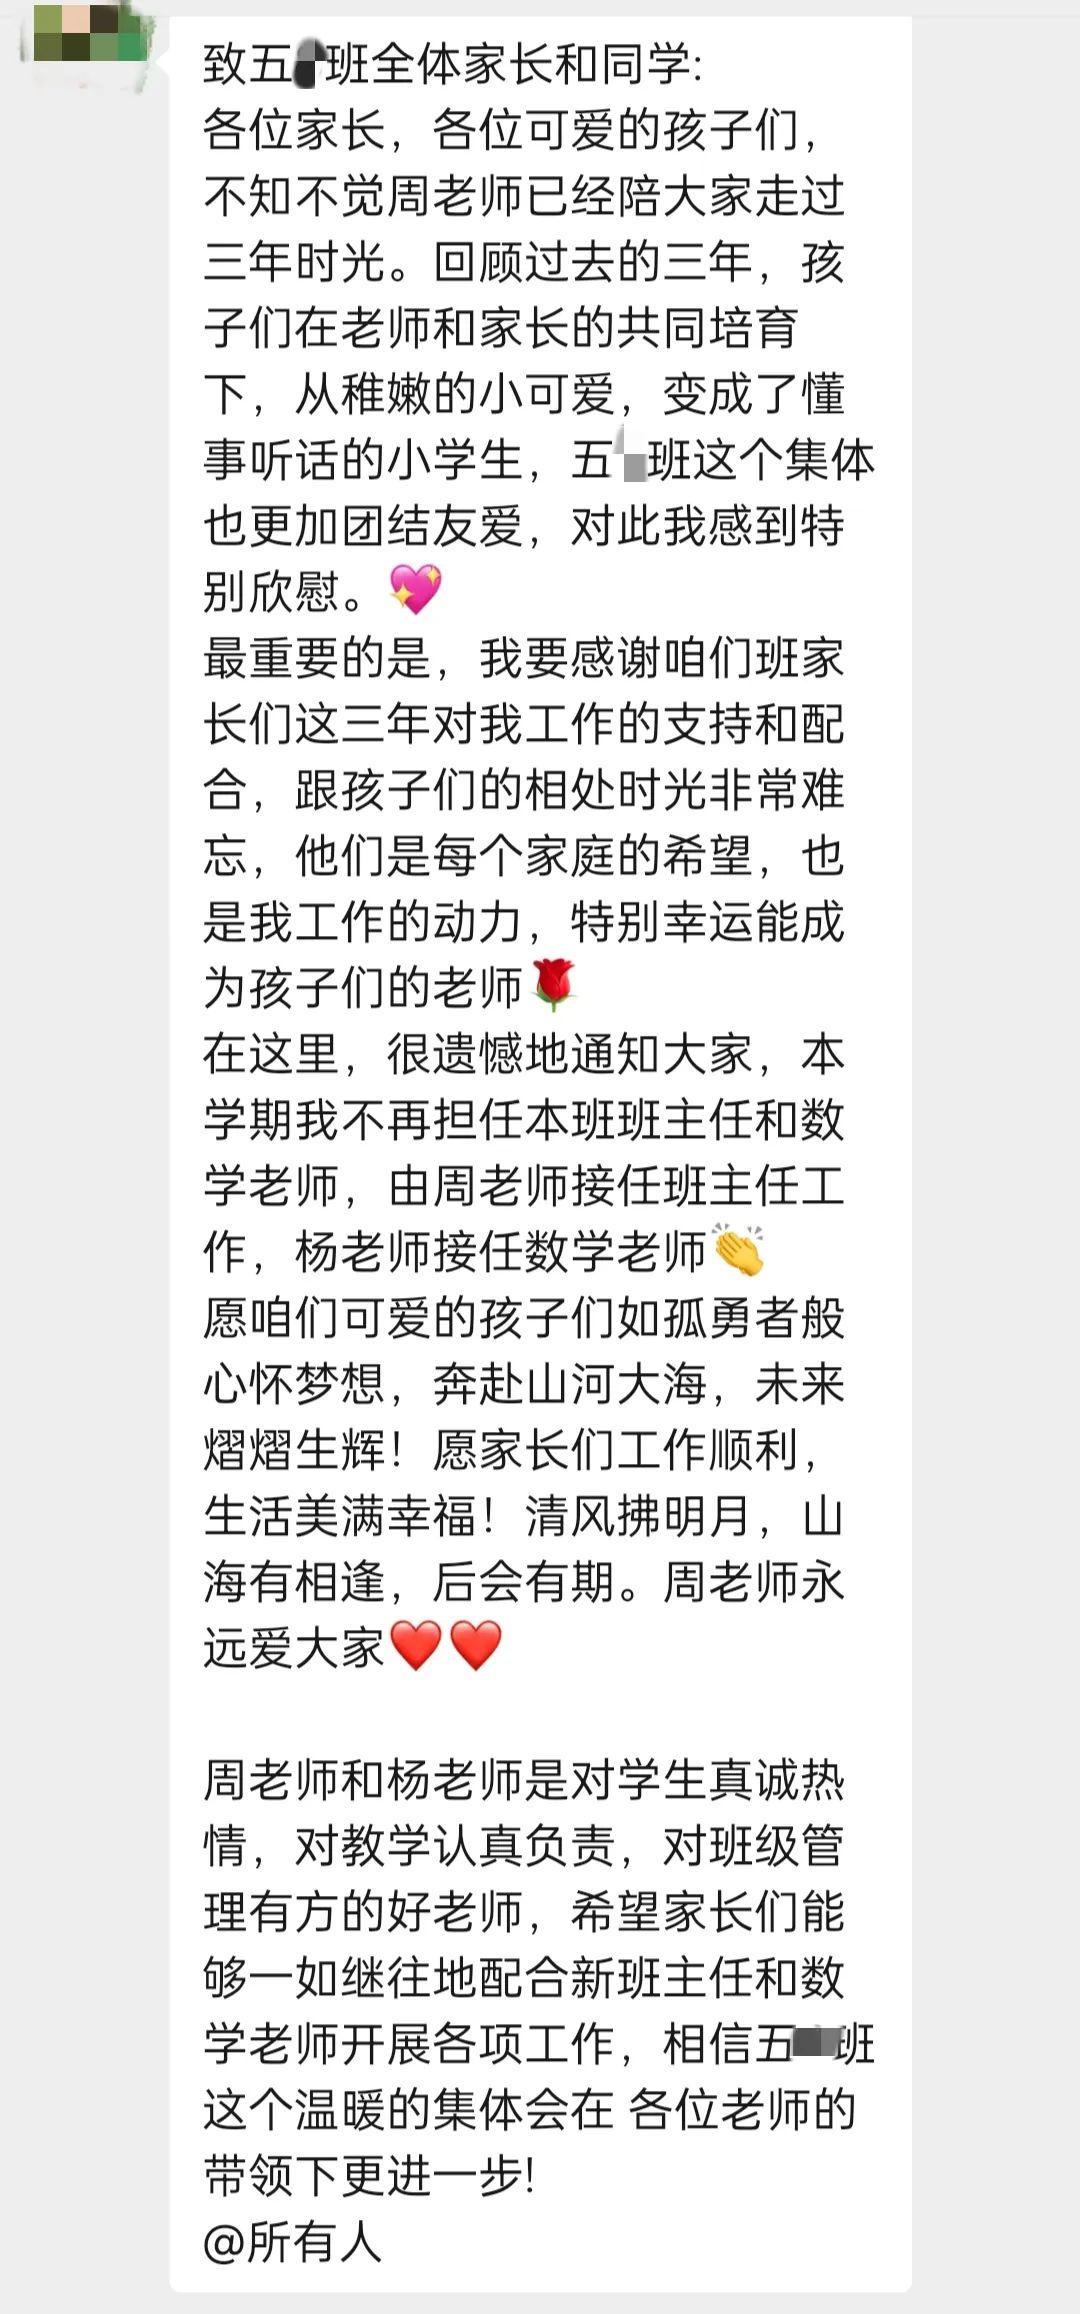 致五班全体家长和同学:
各位家长，各位可爱的孩子们，
不知不觉周老师已经陪大家走过
三年时光。回顾过去的三年，孩
子们在老师和家长的共同培育
下，从稚嫩的小可爱，变成了懂
事听话的小学生，五班这个集体
也更加团结友爱，对此我感到特
别欣慰。💖
最重要的是，我要感谢咱们班家
长们这三年对我工作的支持和配
合，跟孩子们的相处时光非常难
忘，他们是每个家庭的希望，也
是我工作的动力，特别幸运能成
为孩子们的老师🌹
在这里，很遗憾地通知大家，本
学期我不再担任本班班主任和数
学老师，由周老师接任班主任工
作，杨老师接任数学老师👏
愿咱们可爱的孩子们如孤勇者般
心怀梦想，奔赴山河大海，未来
熠熠生辉！愿家长们工作顺利，
生活美满幸福！清风拂明月，山
海有相逢，后会有期。周老师永
远爱大家❤️❤️
周老师和杨老师是对学生真诚热
情，对教学认真负责，对班级管
理有方的好老师，希望家长们能
够一如继往地配合新班主任和数
学老师开展各项工作，相信五班
这个温暖的集体会在 各位老师的
带领下更进一步!
@所有人